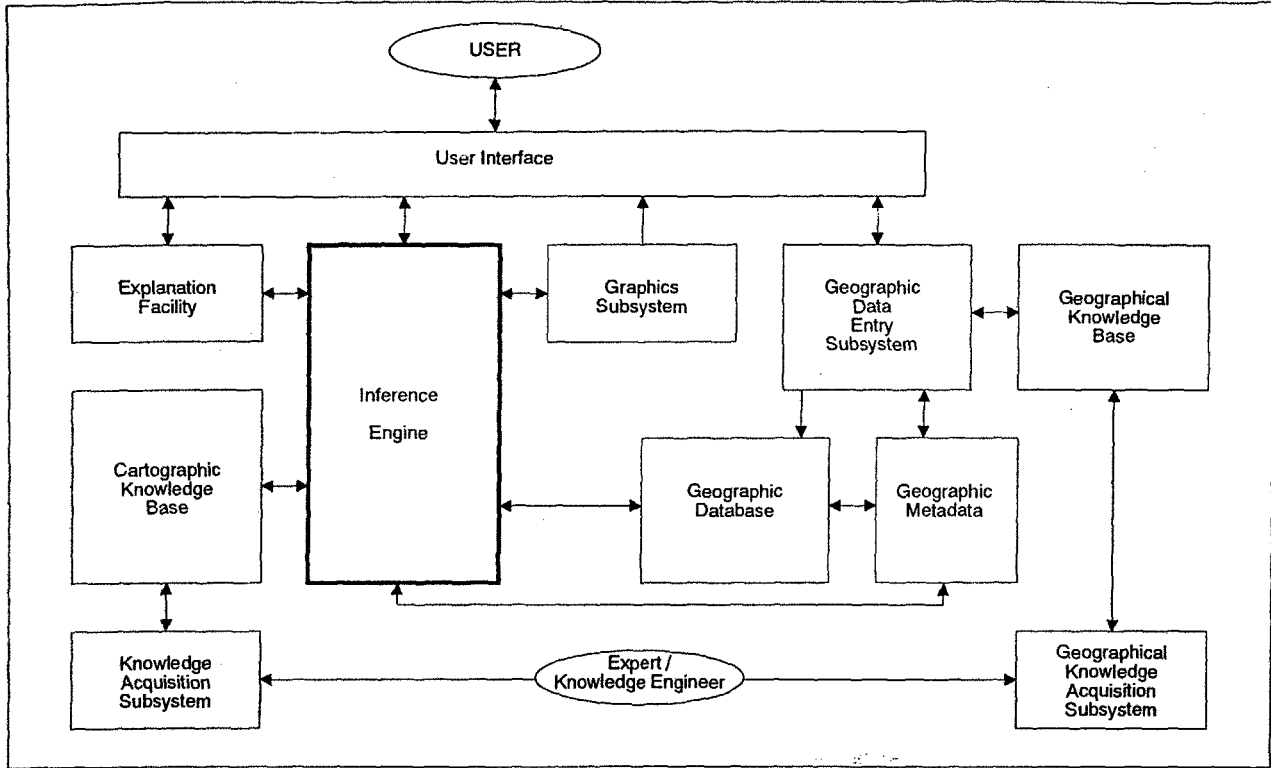 USER
User Interface
Explanation
Facility
Inference
Engine
Graphics
Subsystem
Geographic
Data
Entry
Subsystem
Geographical
Knowledge
Base
Cartographic
Knowledge
Base
Geographic
Database
Geographic
Metadata
Knowledge
Acquisition
Subsystem
Expert /
Knowledge Engineer
Geographical
Knowledge
Acquisition
Subsystem